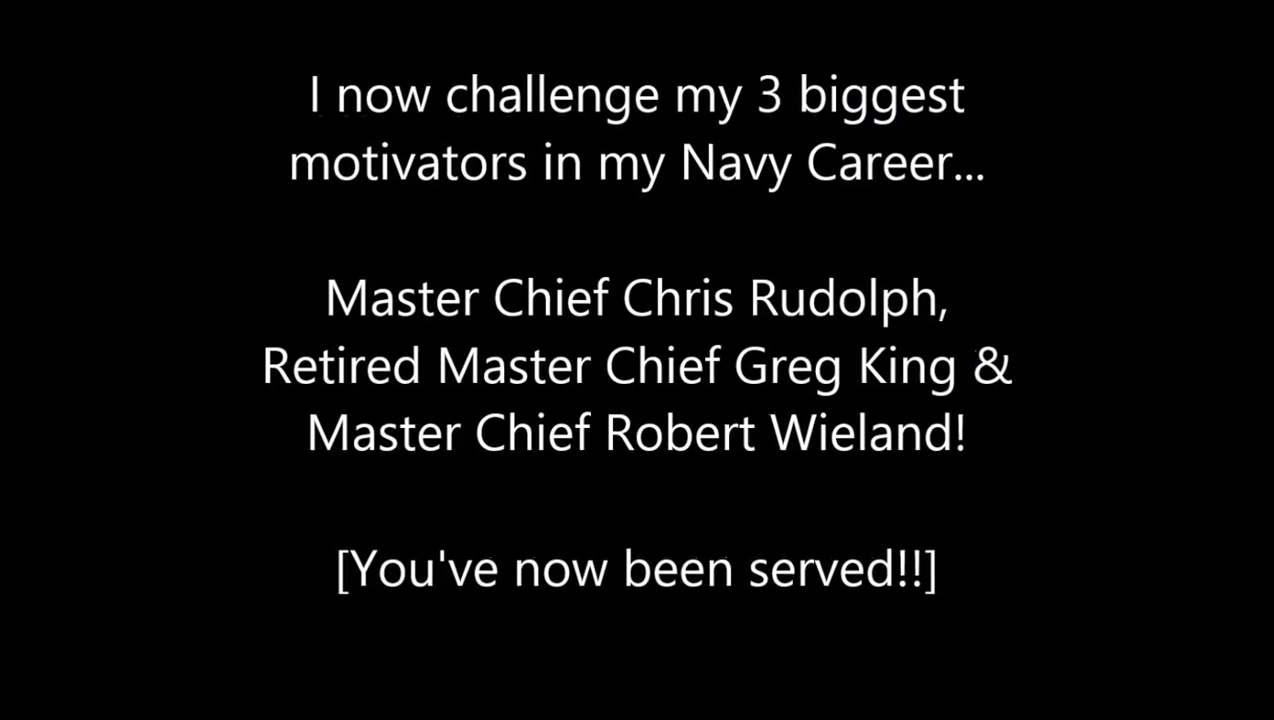 I now challenge my 3 biggest
motivators in my Navy Career...
Master Chief Chris Rudolph,
Retired Master Chief Greg King &
Master Chief Robert Wieland!
[You've now been served!!]